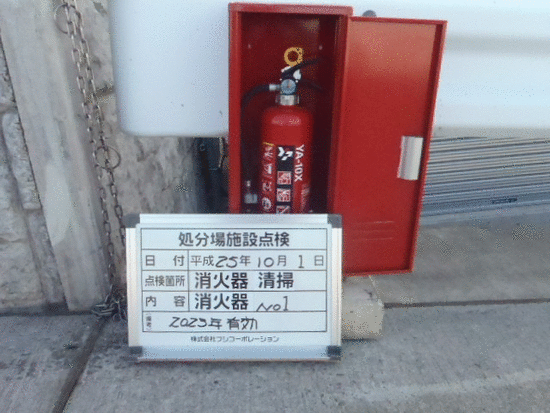 YA-10X
処分場施設点検
日 付 平成25年10月1日
点検箇所 消火器 清掃
内 容 消火器 No1
備考 2023年 有効
株式会社フジコーポレーション